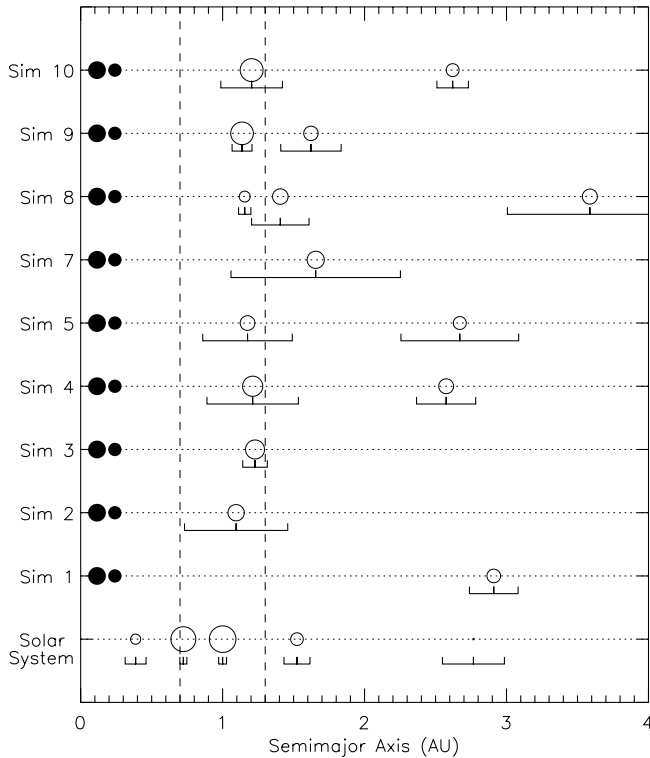 Sim 10
Sim 9
Sim 8
Sim 7
Sim 5
Sim 4
Sim 3
Sim 2
Sim 1
Solar
System
0 1 2 3 4
Semimajor Axis (AU)